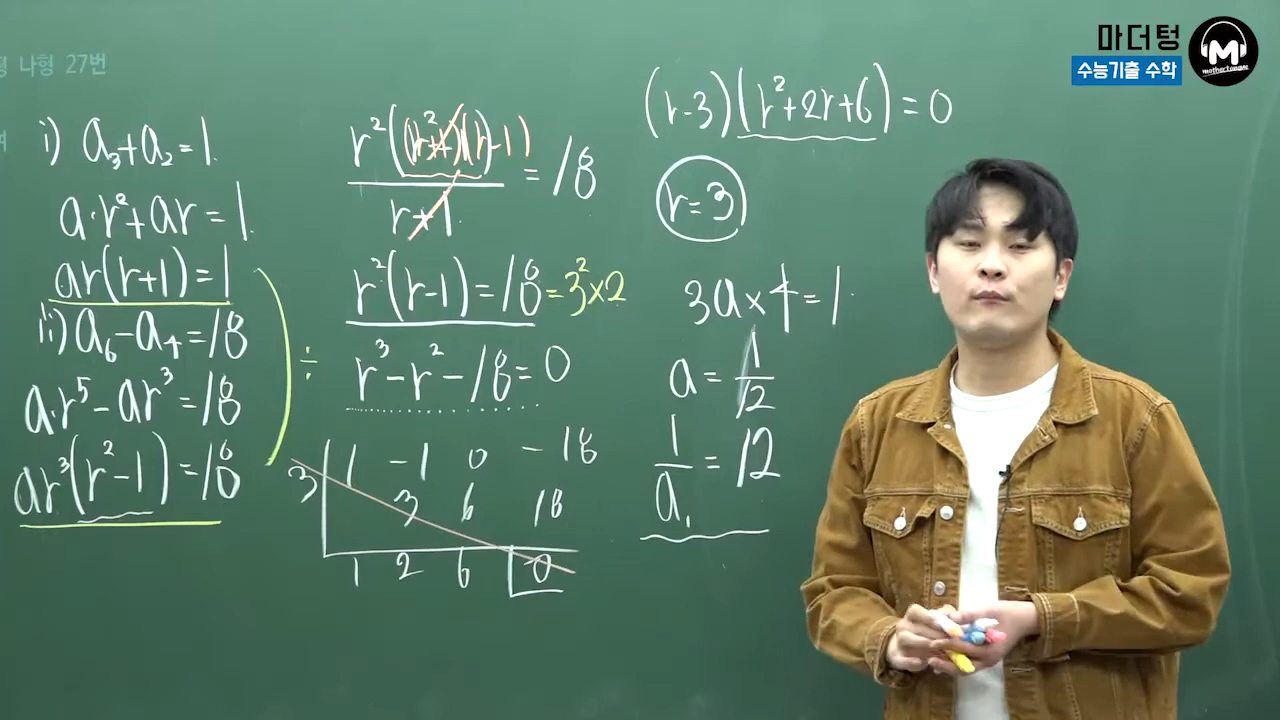 형 나형 27번
i) a₃+a₂=1.
a·r²+ar=1.
ar(r+1)=1
ii) a₆-a₄=18
a·r⁵-ar³=18
ar³(r²-1)=18
÷
r²((r+1)(r-1))
r+1
=18
r²(r-1)=18=3²×2
r³-r²-18=0
3 1 -1 0 -18
3 6 18
1 2 6 0
(r-3)(r²+2r+6)=0
r=3
3a×4=1.
a=1/12
1/a₁=12
마더텅
수능기출 수학
M
mothertongue